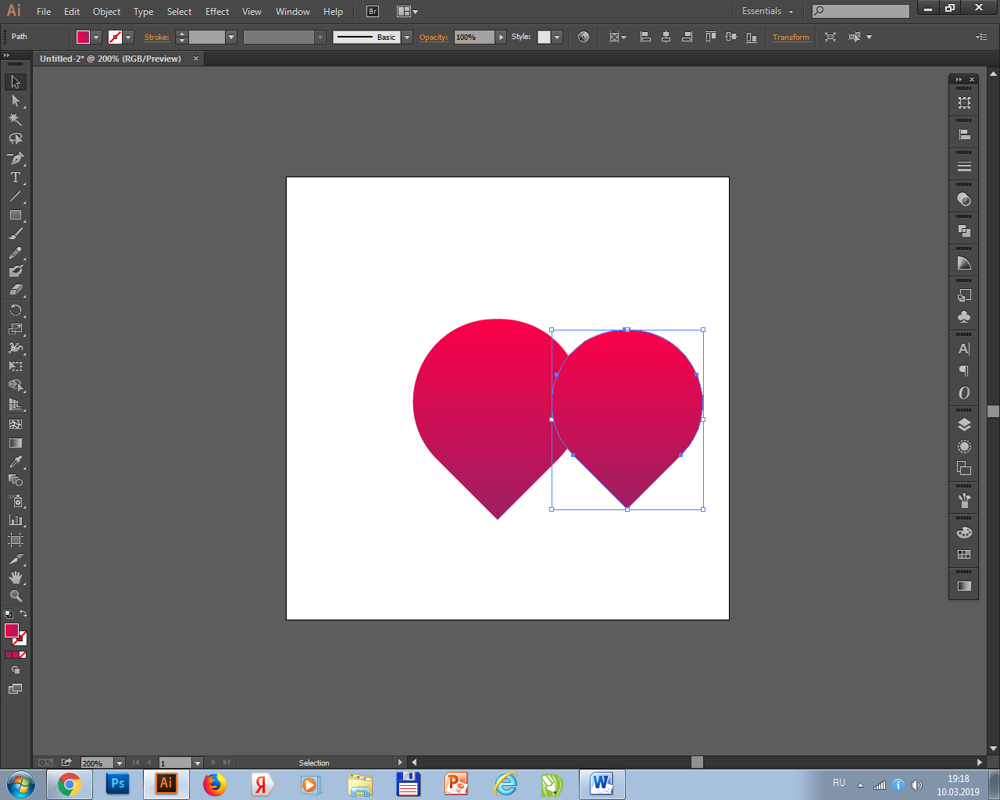 Ai File Edit Object Type Select Effect View Window Help Br Essentials
Path Stroke: Basic Opacity: 100% Style: Transform
Untitled-2* @ 200% (RGB/Preview)
200% 1 Selection
Ps Ai Я P W
RU 19:18
10.03.2019